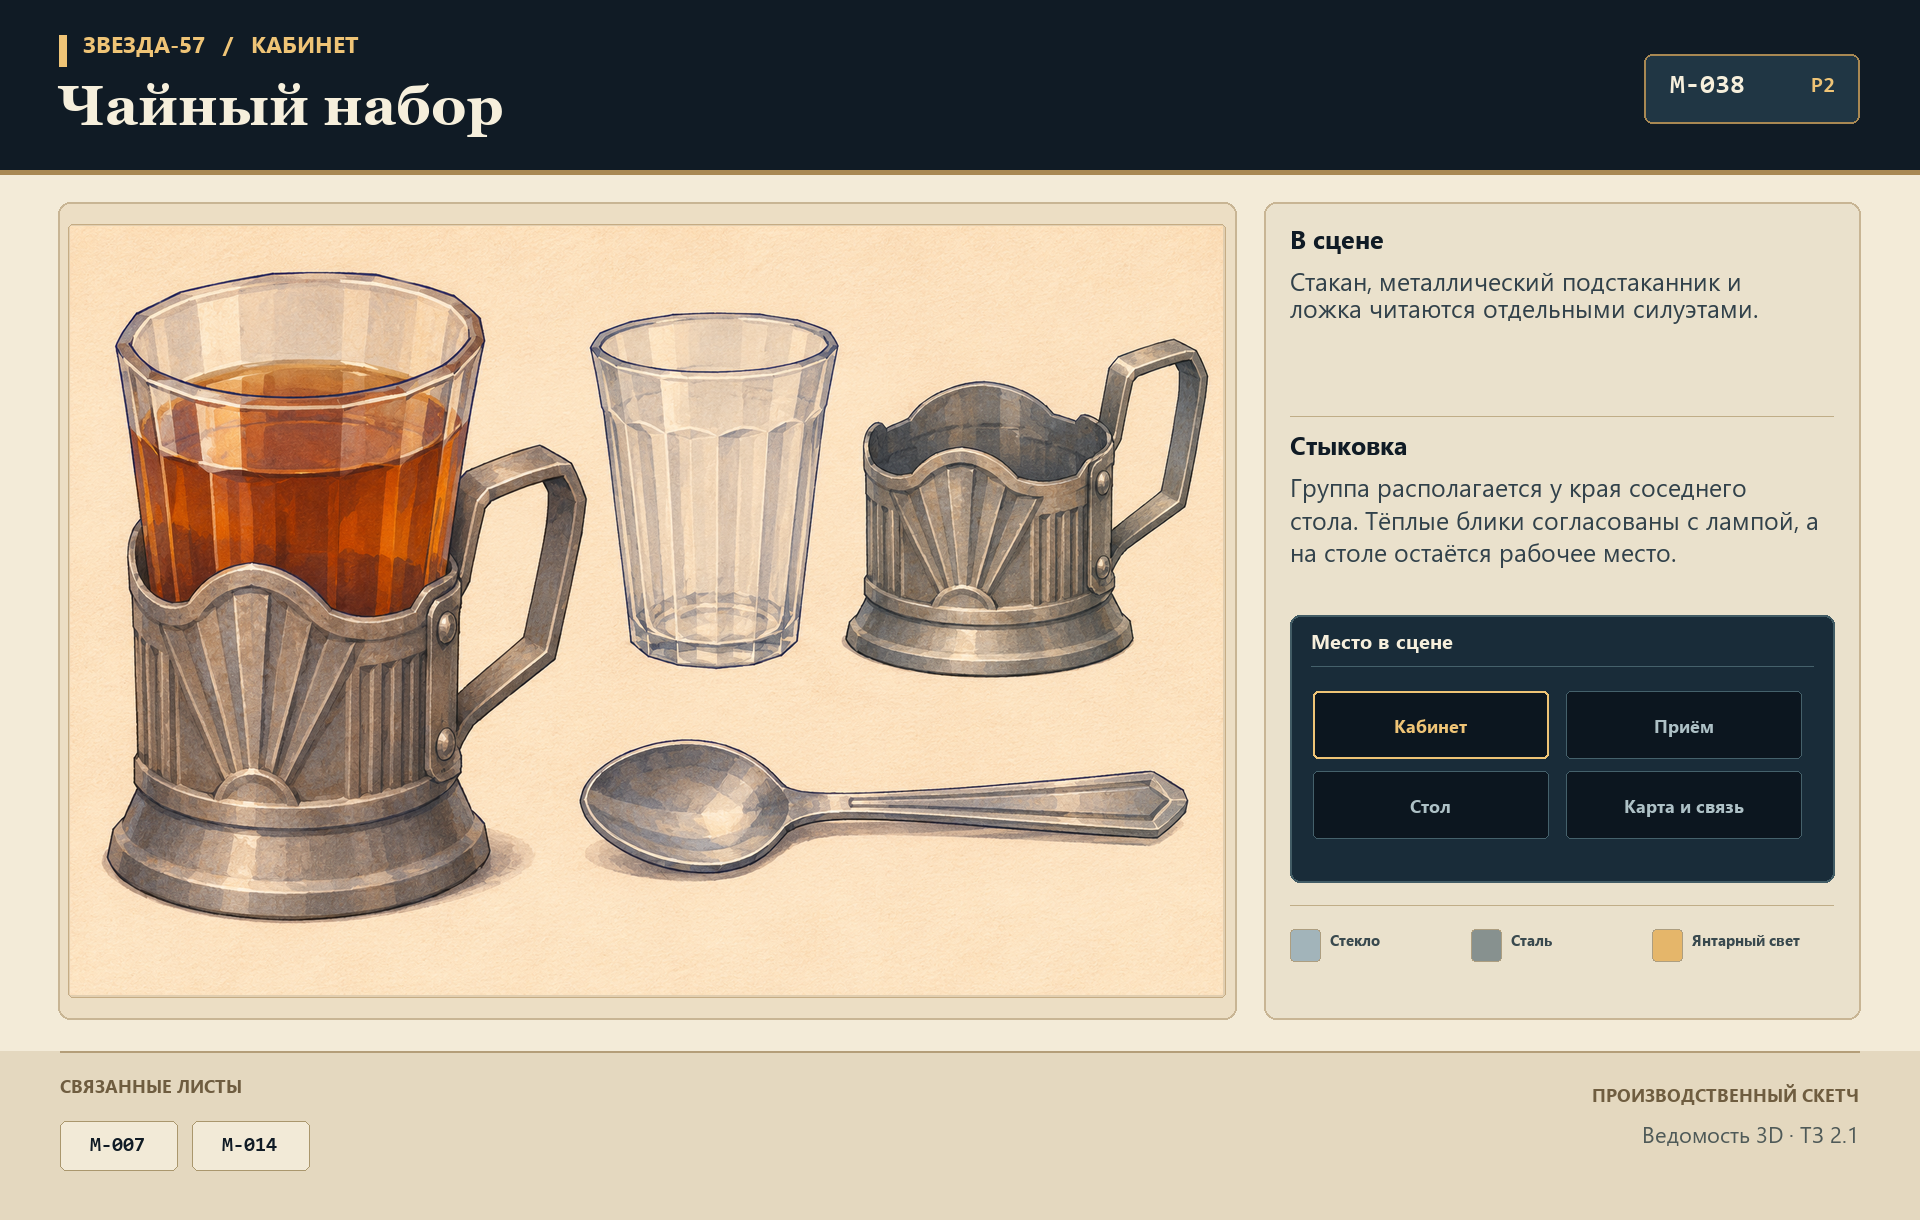 ЗВЕЗДА-57 / КАБИНЕТ
Чайный набор
М-038 P2
В сцене
Стакан, металлический подстаканник и
ложка читаются отдельными силуэтами.
Стыковка
Группа располагается у края соседнего
стола. Тёплые блики согласованы с лампой, а
на столе остаётся рабочее место.
Место в сцене
Кабинет
Приём
Стол
Карта и связь
Стекло
Сталь
Янтарный свет
СВЯЗАННЫЕ ЛИСТЫ
М-007
М-014
ПРОИЗВОДСТВЕННЫЙ СКЕТЧ
Ведомость 3D · ТЗ 2.1